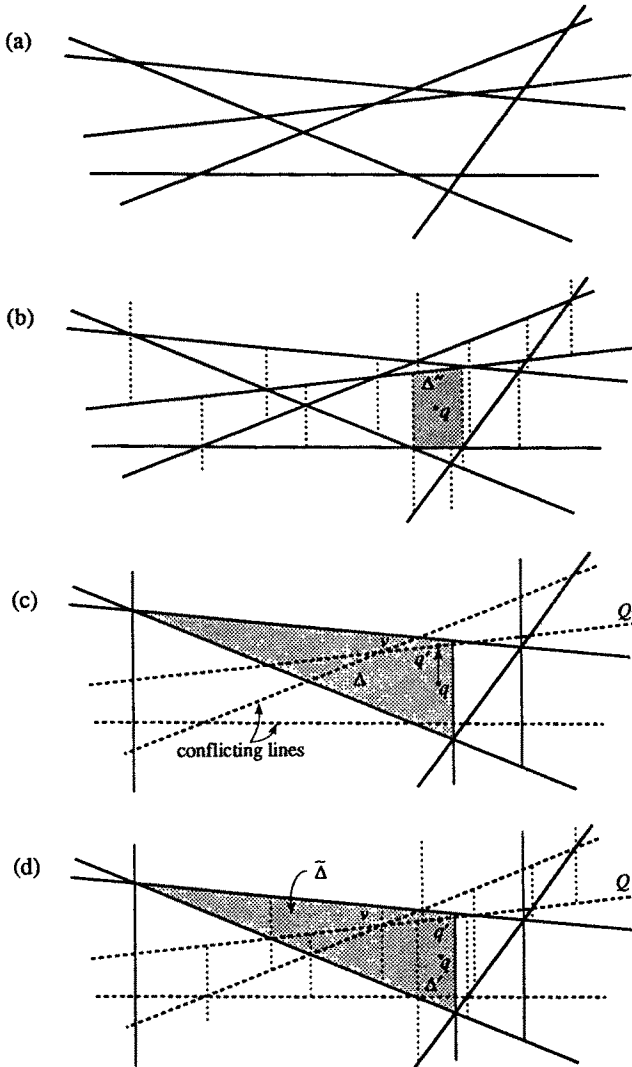 (a)
(b)
Δ″
q
(c)
Q
v
q′
Δ
q
conflicting lines
(d)
Δ̃
Q
v
q′
q
Δ′